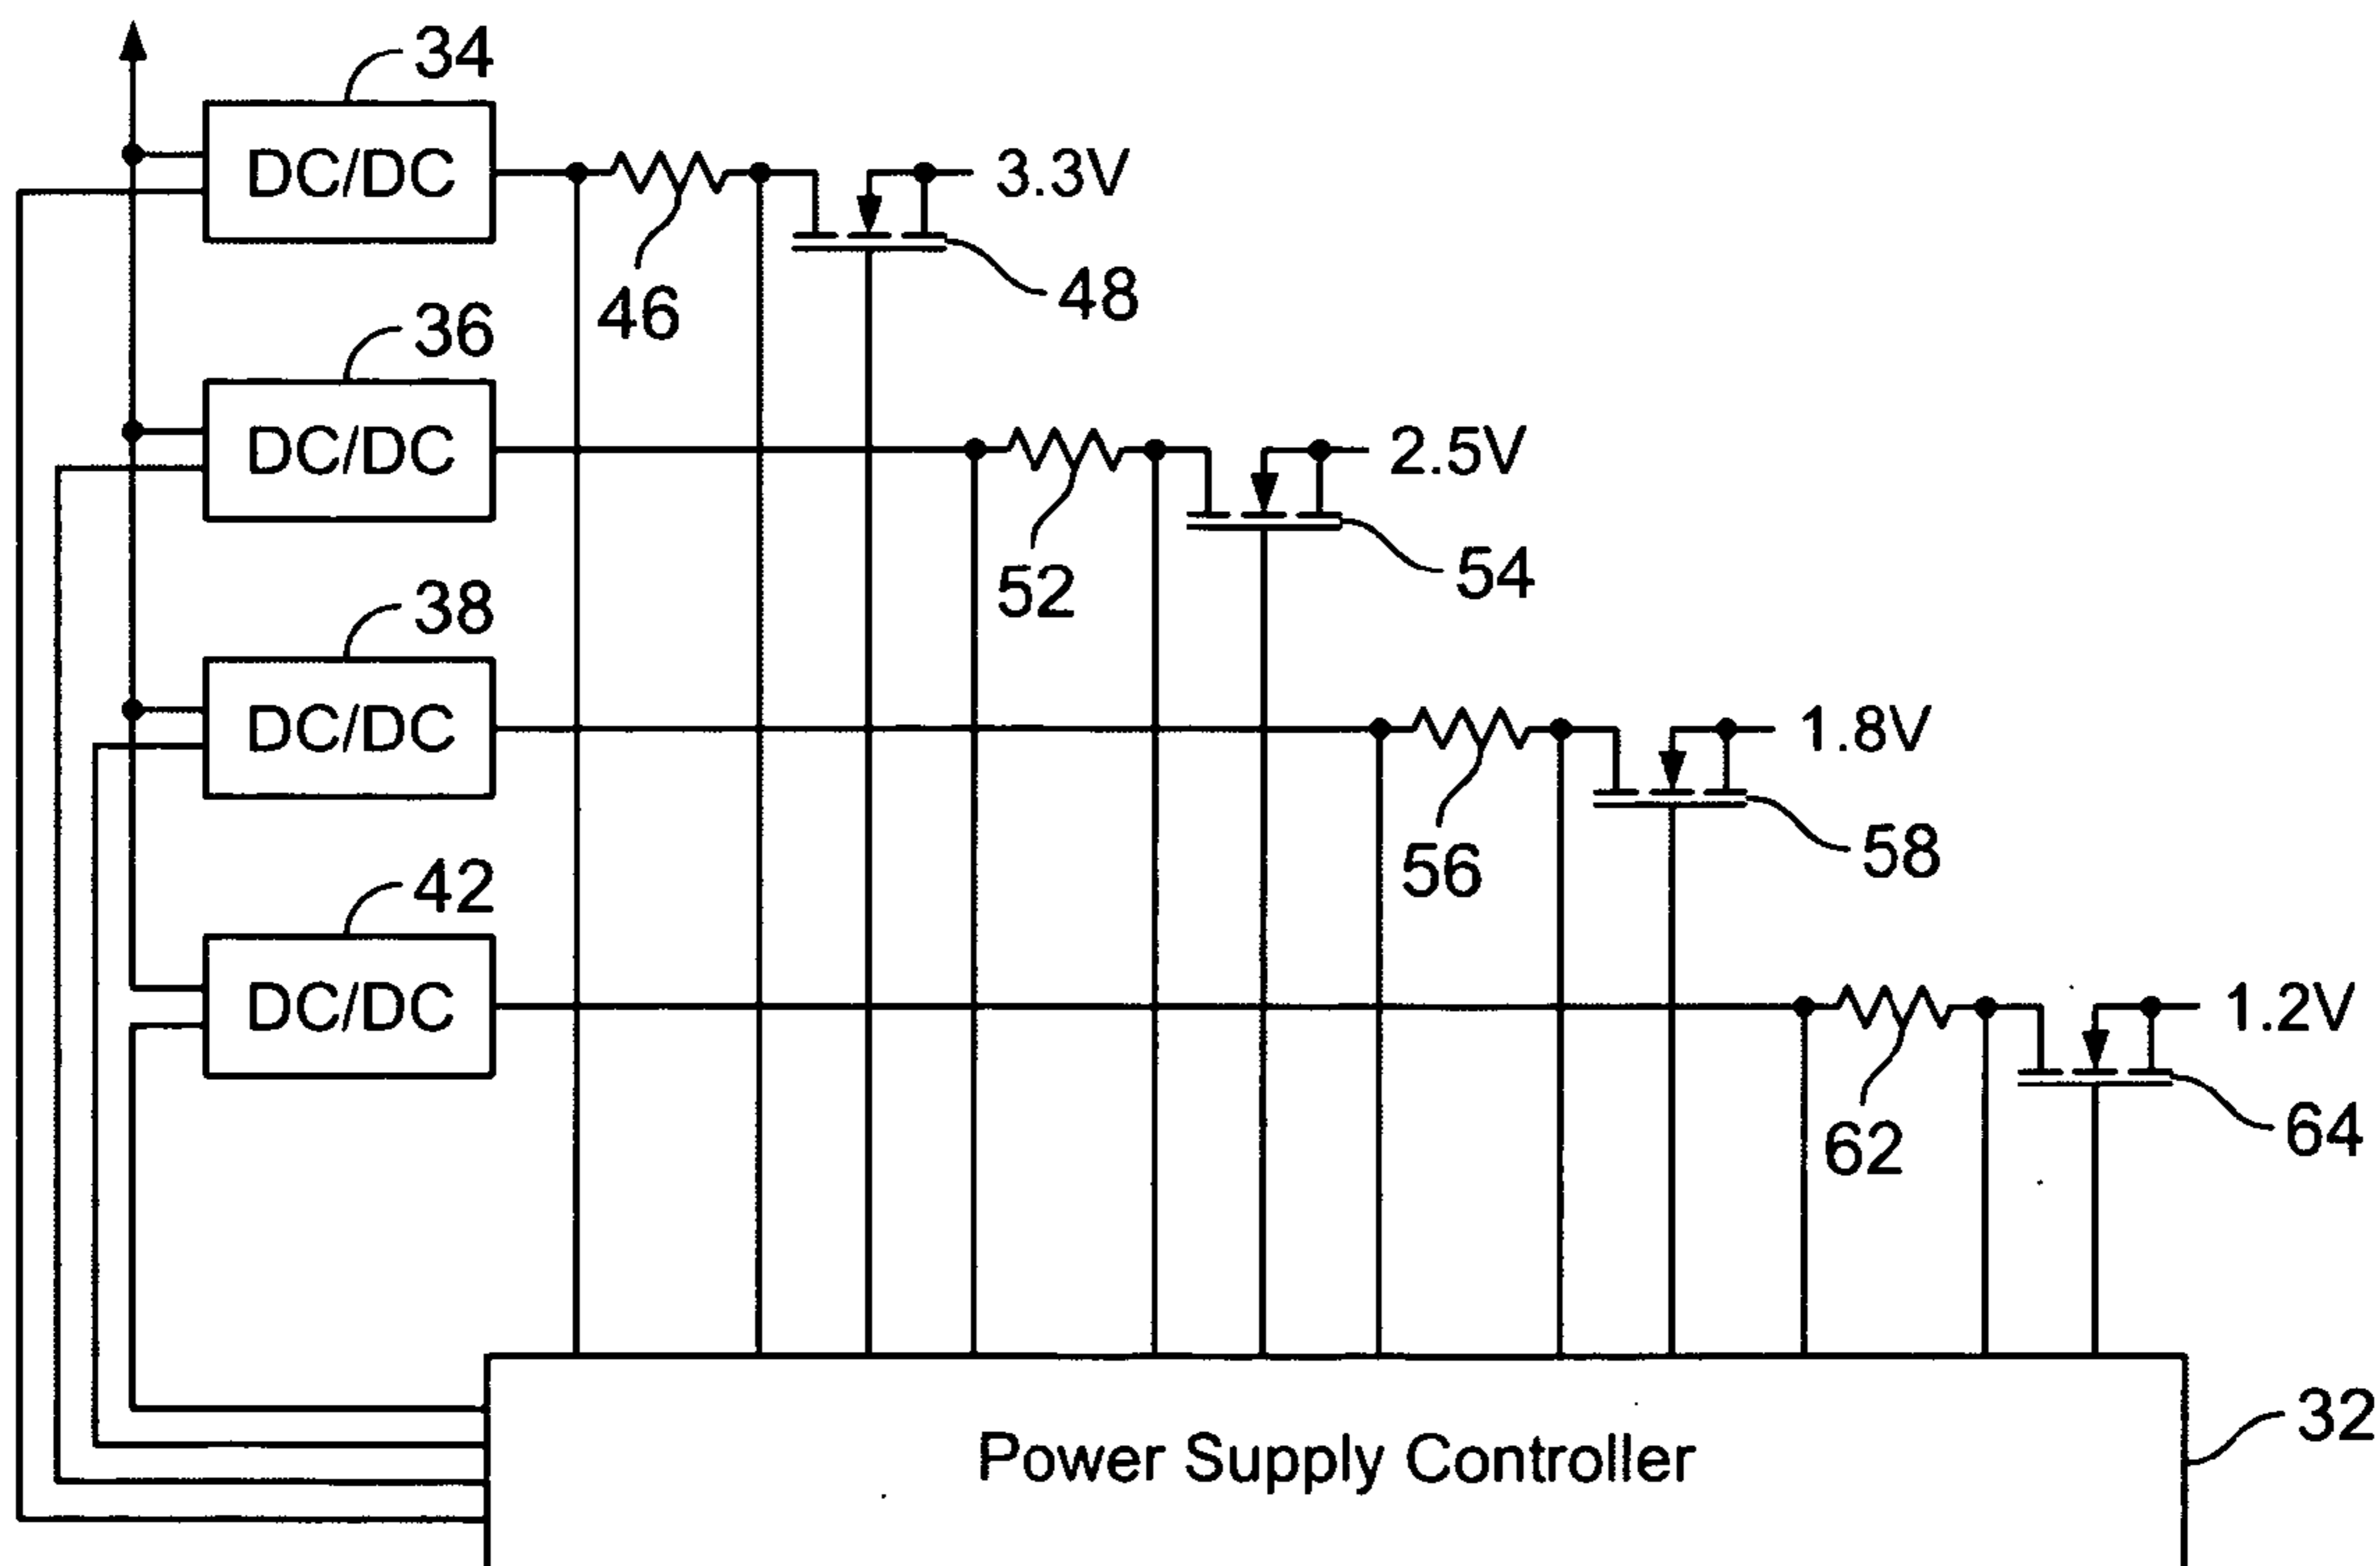 34
DC/DC
3.3V
46
48
36
DC/DC
2.5V
52
54
38
DC/DC
1.8V
56
58
42
DC/DC
1.2V
62
64
32
Power Supply Controller